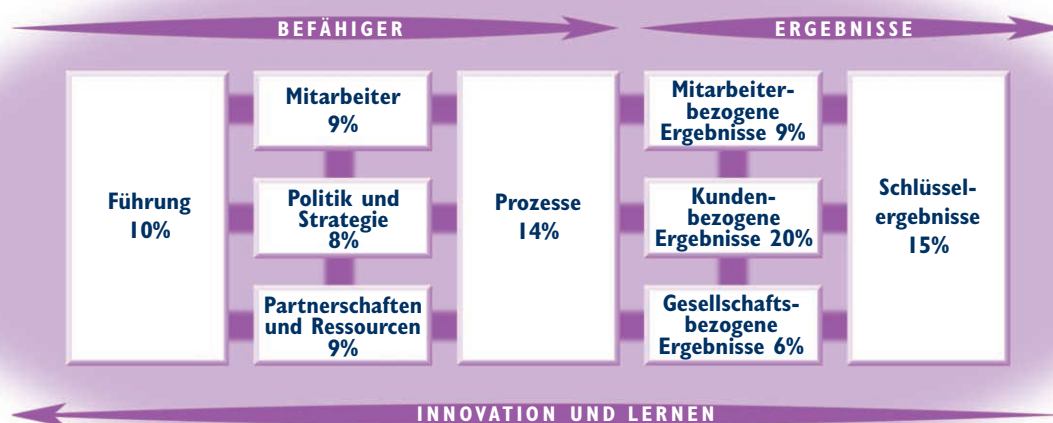 BEFÄHIGER
ERGEBNISSE
Führung
10%
Mitarbeiter
9%
Politik und
Strategie
8%
Partnerschaften
und Ressourcen
9%
Prozesse
14%
Mitarbeiter-
bezogene
Ergebnisse 9%
Kunden-
bezogene
Ergebnisse 20%
Gesellschafts-
bezogene
Ergebnisse 6%
Schlüssel-
ergebnisse
15%
INNOVATION UND LERNEN